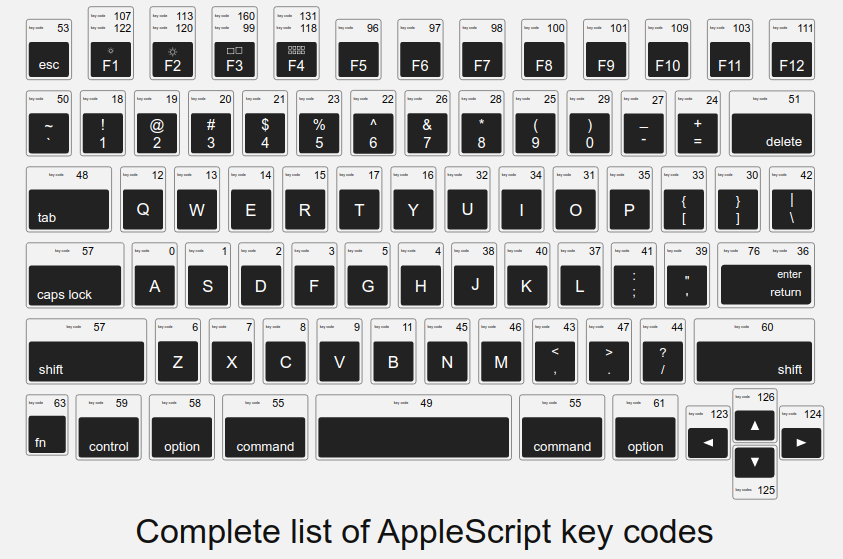 key code 53 key code 107 key code 113 key code 160 key code 131 key code 96 key code 97 key code 98 key code 100 key code 101 key code 109 key code 103 key code 111
key code 122 key code 120 key code 99 key code 118
esc F1 F2 F3 F4 F5 F6 F7 F8 F9 F10 F11 F12
key code 50 key code 18 key code 19 key code 20 key code 21 key code 23 key code 22 key code 26 key code 28 key code 25 key code 29 key code 27 key code 24 key code 51
~ ! @ # $ % ^ & * ( ) _ +
` 1 2 3 4 5 6 7 8 9 0 - = delete
key code 48 key code 12 key code 13 key code 14 key code 15 key code 17 key code 16 key code 32 key code 34 key code 31 key code 35 key code 33 key code 30 key code 42
{ } |
tab Q W E R T Y U I O P [ ] \
key code 57 key code 0 key code 1 key code 2 key code 3 key code 5 key code 4 key code 38 key code 40 key code 37 key code 41 key code 39 key code 76 key code 36
: " enter
caps lock A S D F G H J K L ; ' return
key code 57 key code 6 key code 7 key code 8 key code 9 key code 11 key code 45 key code 46 key code 43 key code 47 key code 44 key code 60
< > ?
shift Z X C V B N M , . / shift
key code 63 key code 59 key code 58 key code 55 key code 49 key code 55 key code 61 key code 123 key code 126 key code 124
fn control option command command option ◄ ▲ ►
▼
key codes 125
Complete list of AppleScript key codes